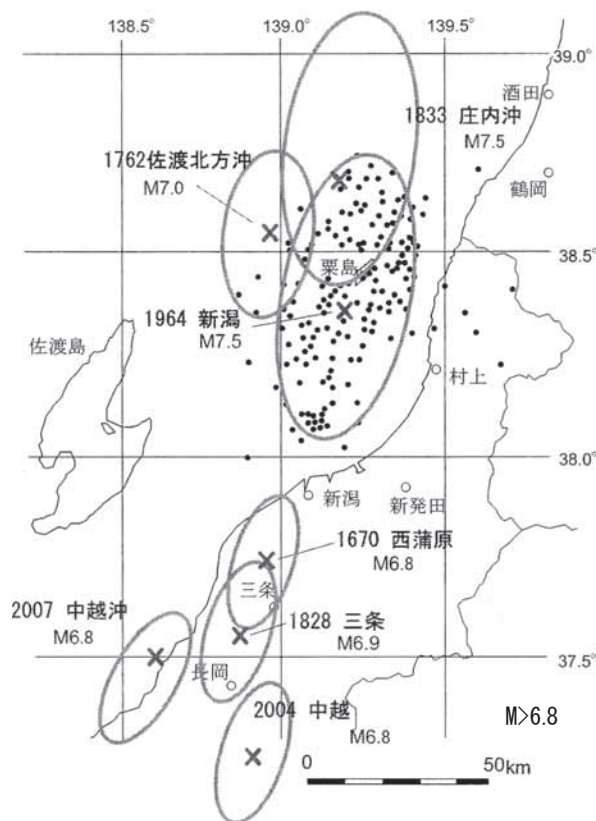 138.5° 139.0° 139.5°
39.0°
酒田
1833 庄内沖
M7.5
1762佐渡北方沖
M7.0
鶴岡
38.5°
粟島
1964 新潟
M7.5
佐渡島
村上
38.0°
新潟
新発田
1670 西蒲原
M6.8
三条
2007 中越沖
M6.8
1828 三条
M6.9
37.5°
長岡
2004 中越
M6.8
M>6.8
0 50km